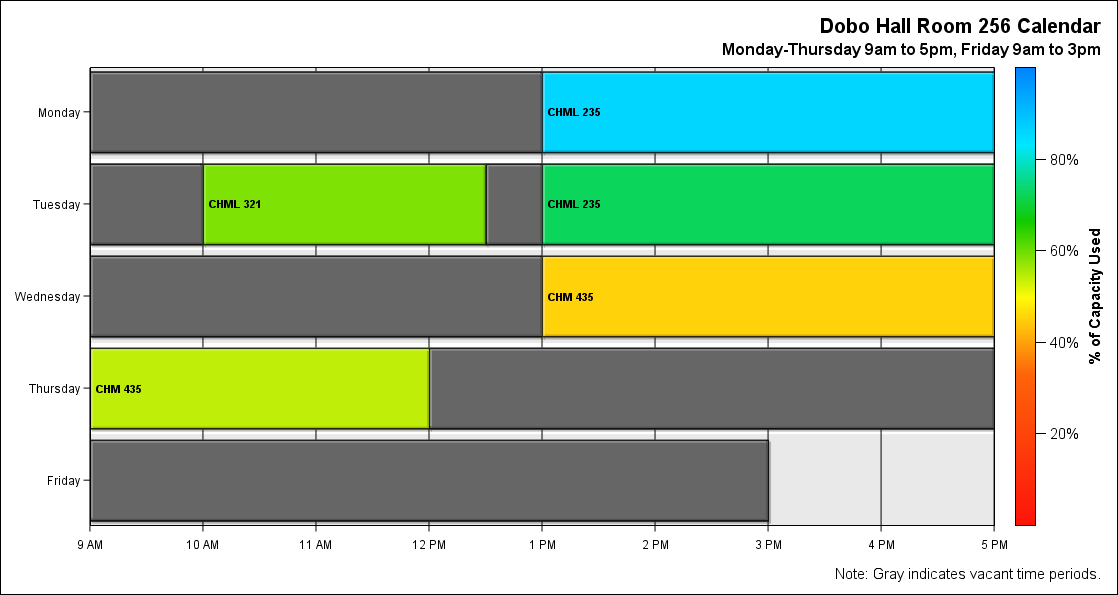 Dobo Hall Room 256 Calendar
Monday-Thursday 9am to 5pm, Friday 9am to 3pm
Monday
CHML 235
Tuesday
CHML 321
CHML 235
Wednesday
CHM 435
Thursday
CHM 435
Friday
9 AM
10 AM
11 AM
12 PM
1 PM
2 PM
3 PM
4 PM
5 PM
80%
60%
40%
20%
% of Capacity Used
Note: Gray indicates vacant time periods.